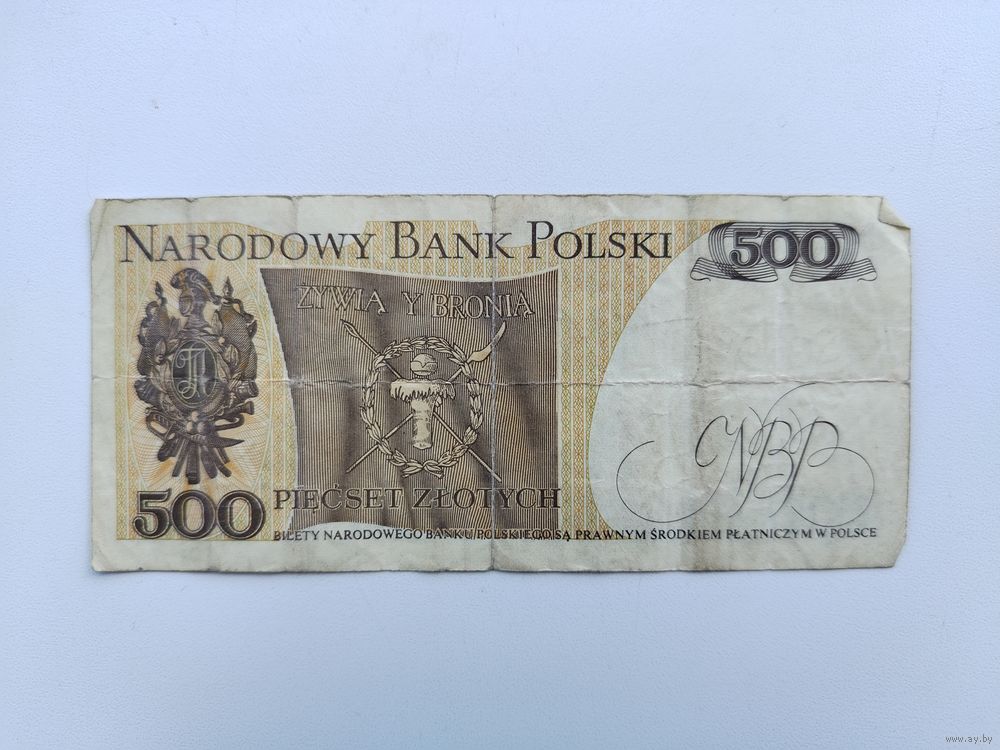 NARODOWY BANK POLSKI
500
ŻYWIĄ Y BRONIĄ
NBP
500
PIĘĆSET ZŁOTYCH
BILETY NARODOWEGO BANKU POLSKIEGO SĄ PRAWNYM ŚRODKIEM PŁATNICZYM W POLSCE
www.ay.by